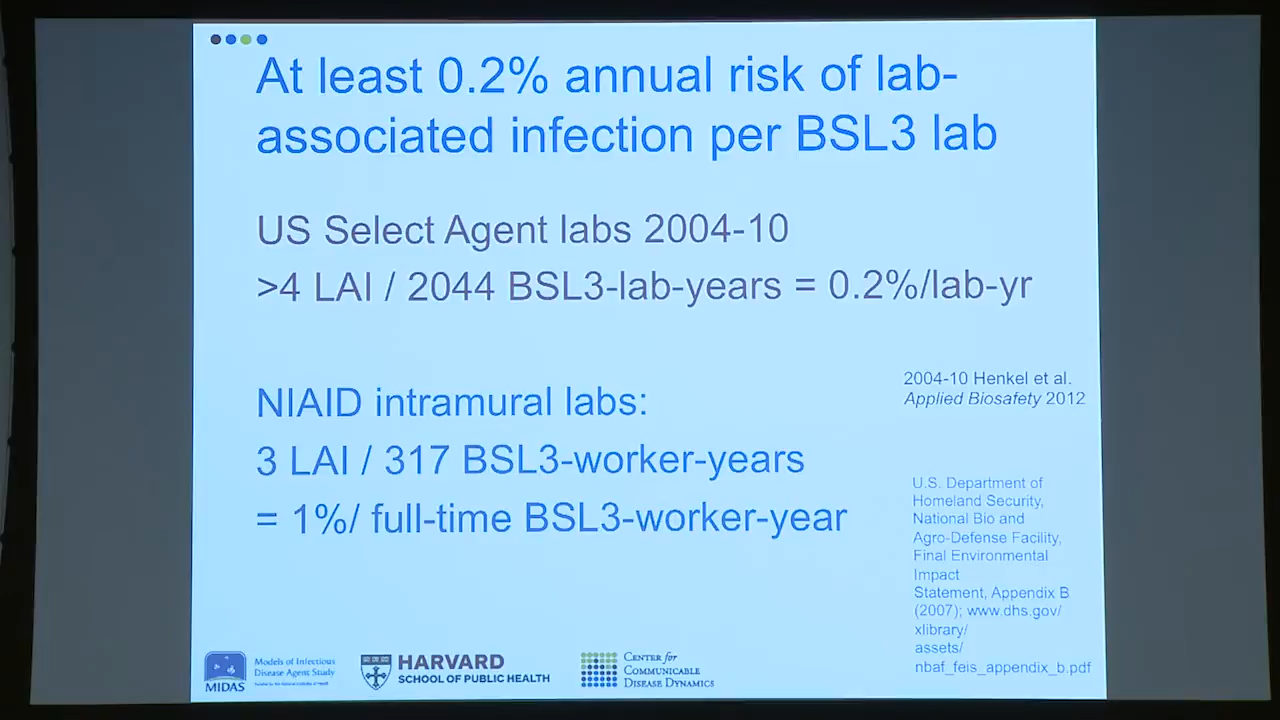 At least 0.2% annual risk of lab-
associated infection per BSL3 lab
US Select Agent labs 2004-10
>4 LAI / 2044 BSL3-lab-years = 0.2%/lab-yr
2004-10 Henkel et al.
Applied Biosafety 2012
NIAID intramural labs:
3 LAI / 317 BSL3-worker-years
= 1%/ full-time BSL3-worker-year
U.S. Department of
Homeland Security,
National Bio and
Agro-Defense Facility,
Final Environmental
Impact
Statement, Appendix B
(2007); www.dhs.gov/
xlibrary/
assets/
nbaf_feis_appendix_b.pdf
MIDAS
Models of Infectious
Disease Agent Study
HARVARD
SCHOOL OF PUBLIC HEALTH
CENTER for
COMMUNICABLE
DISEASE DYNAMICS